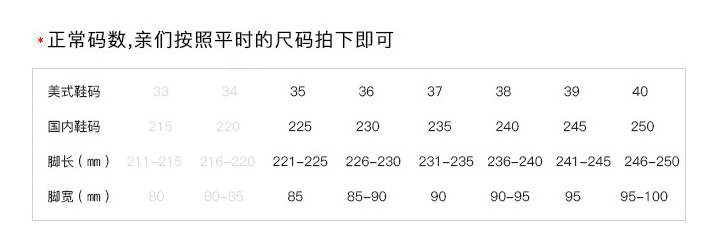 *正常码数,亲们按照平时的尺码拍下即可
美式鞋码 33 34 35 36 37 38 39 40
国内鞋码 215 220 225 230 235 240 245 250
脚长(mm) 211-215 216-220 221-225 226-230 231-235 236-240 241-245 246-250
脚宽(mm) 80 80-85 85 85-90 90 90-95 95 95-100